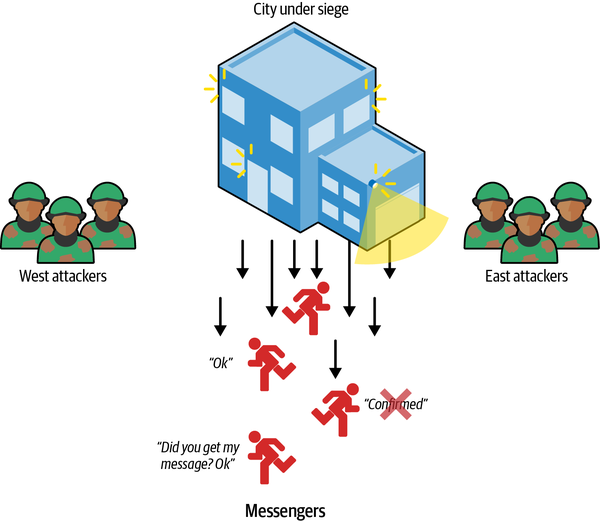 City under siege
West attackers
East attackers
“Ok”
“Confirmed”
“Did you get my
message? Ok”
Messengers